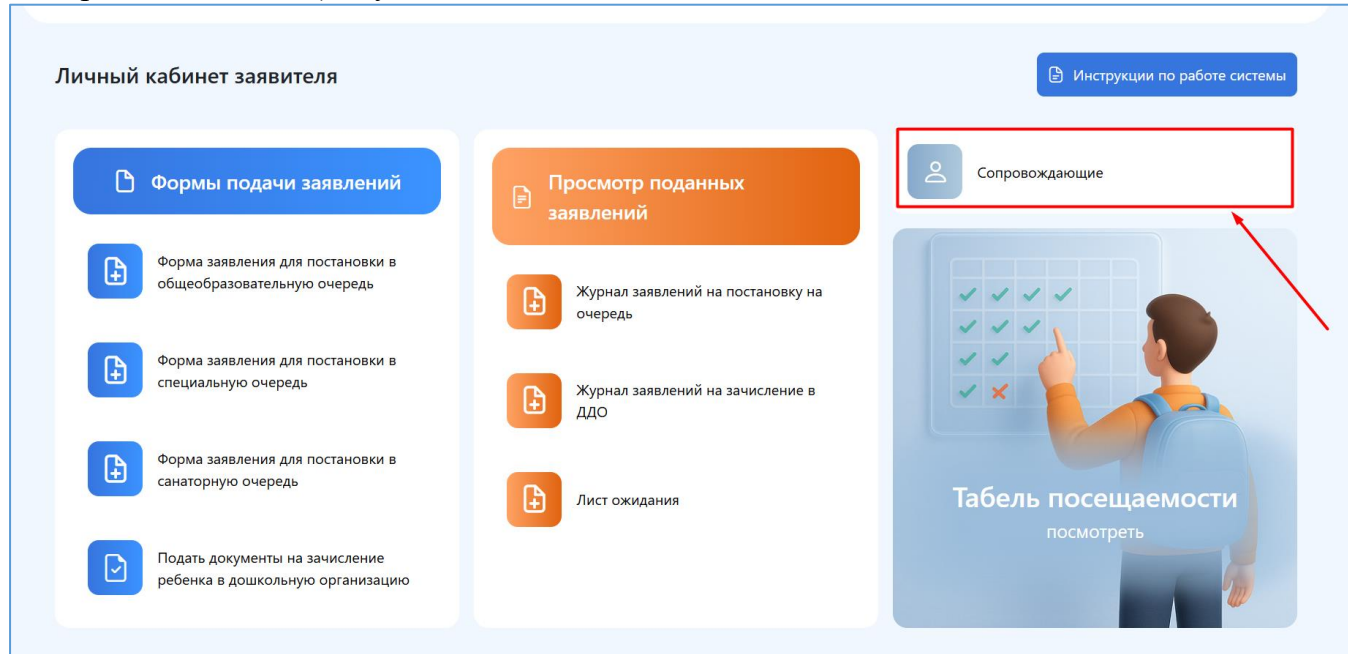 Личный кабинет заявителя
Инструкции по работе системы
Формы подачи заявлений
Форма заявления для постановки в
общеобразовательную очередь
Форма заявления для постановки в
специальную очередь
Форма заявления для постановки в
санаторную очередь
Подать документы на зачисление
ребенка в дошкольную организацию
Просмотр поданных
заявлений
Журнал заявлений на постановку на
очередь
Журнал заявлений на зачисление в
ДДО
Лист ожидания
Сопровождающие
Табель посещаемости
посмотреть